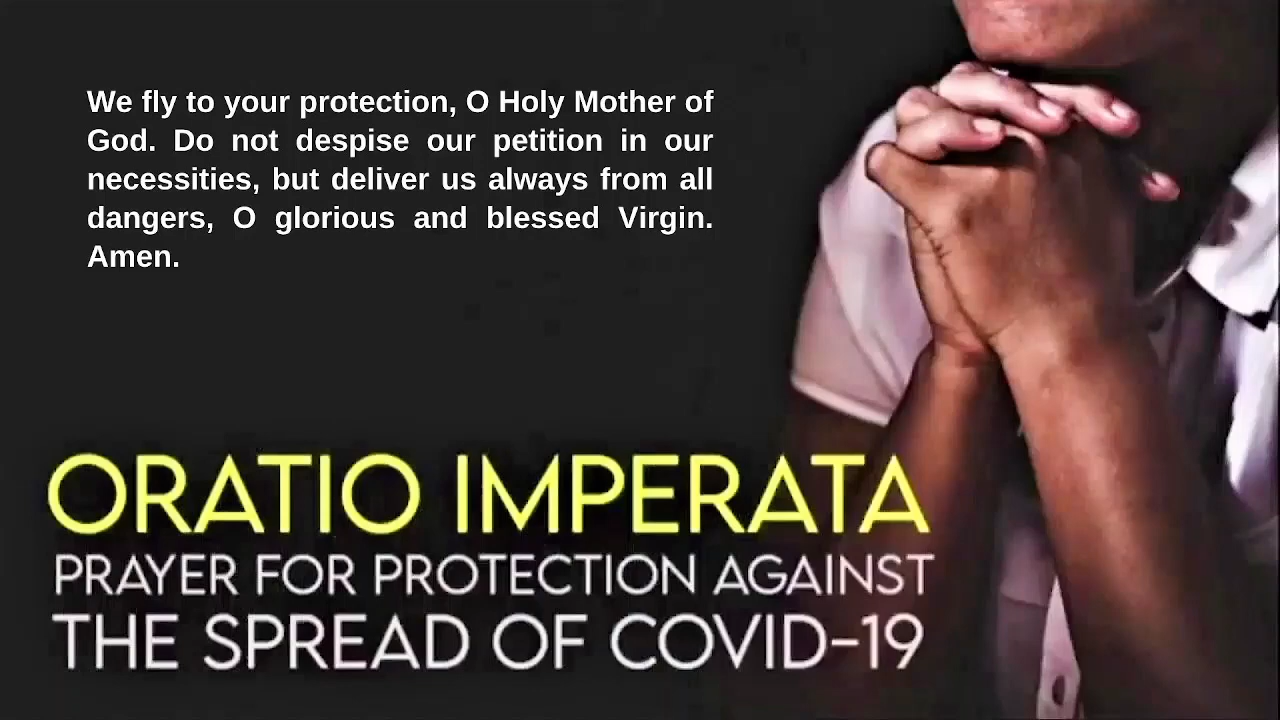 We fly to your protection, O Holy Mother of
God. Do not despise our petition in our
necessities, but deliver us always from all
dangers, O glorious and blessed Virgin.
Amen.
ORATIO IMPERATA
PRAYER FOR PROTECTION AGAINST
THE SPREAD OF COVID-19